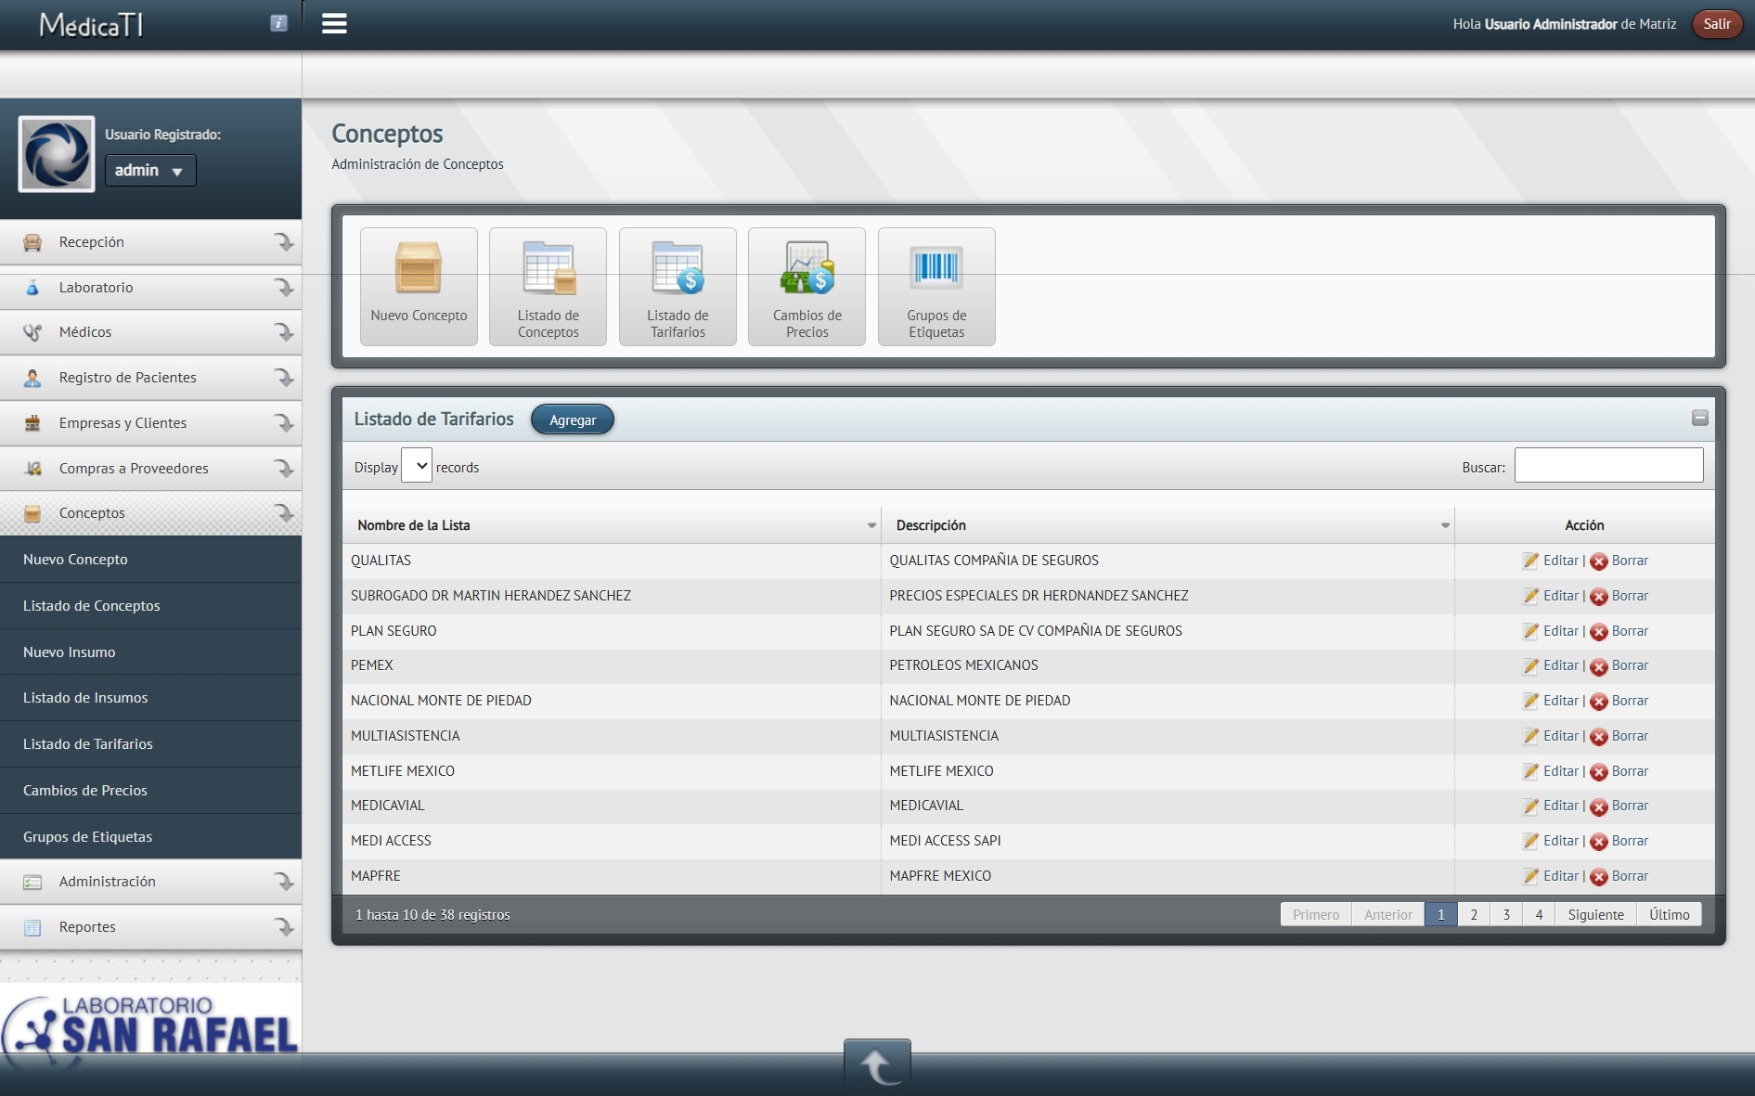 MédicaTI
Hola Usuario Administrador de Matriz
Salir
Usuario Registrado:
admin
Recepción
Laboratorio
Médicos
Registro de Pacientes
Empresas y Clientes
Compras a Proveedores
Conceptos
Nuevo Concepto
Listado de Conceptos
Nuevo Insumo
Listado de Insumos
Listado de Tarifarios
Cambios de Precios
Grupos de Etiquetas
Administración
Reportes
LABORATORIO
SAN RAFAEL
Conceptos
Administración de Conceptos
Nuevo Concepto
Listado de
Conceptos
Listado de
Tarifarios
Cambios de
Precios
Grupos de
Etiquetas
Listado de Tarifarios Agregar
Display records Buscar:
Nombre de la Lista Descripción Acción
QUALITAS QUALITAS COMPAÑIA DE SEGUROS Editar | Borrar
SUBROGADO DR MARTIN HERANDEZ SANCHEZ PRECIOS ESPECIALES DR HERDNANDEZ SANCHEZ Editar | Borrar
PLAN SEGURO PLAN SEGURO SA DE CV COMPAÑIA DE SEGUROS Editar | Borrar
PEMEX PETROLEOS MEXICANOS Editar | Borrar
NACIONAL MONTE DE PIEDAD NACIONAL MONTE DE PIEDAD Editar | Borrar
MULTIASISTENCIA MULTIASISTENCIA Editar | Borrar
METLIFE MEXICO METLIFE MEXICO Editar | Borrar
MEDICAVIAL MEDICAVIAL Editar | Borrar
MEDI ACCESS MEDI ACCESS SAPI Editar | Borrar
MAPFRE MAPFRE MEXICO Editar | Borrar
1 hasta 10 de 38 registros Primero Anterior 1 2 3 4 Siguiente Último